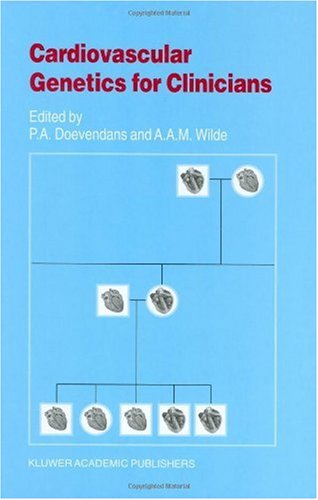 Cardiovascular
Genetics for Clinicians
Edited by
P.A. Doevendans and A.A.M. Wilde
KLUWER ACADEMIC PUBLISHERS